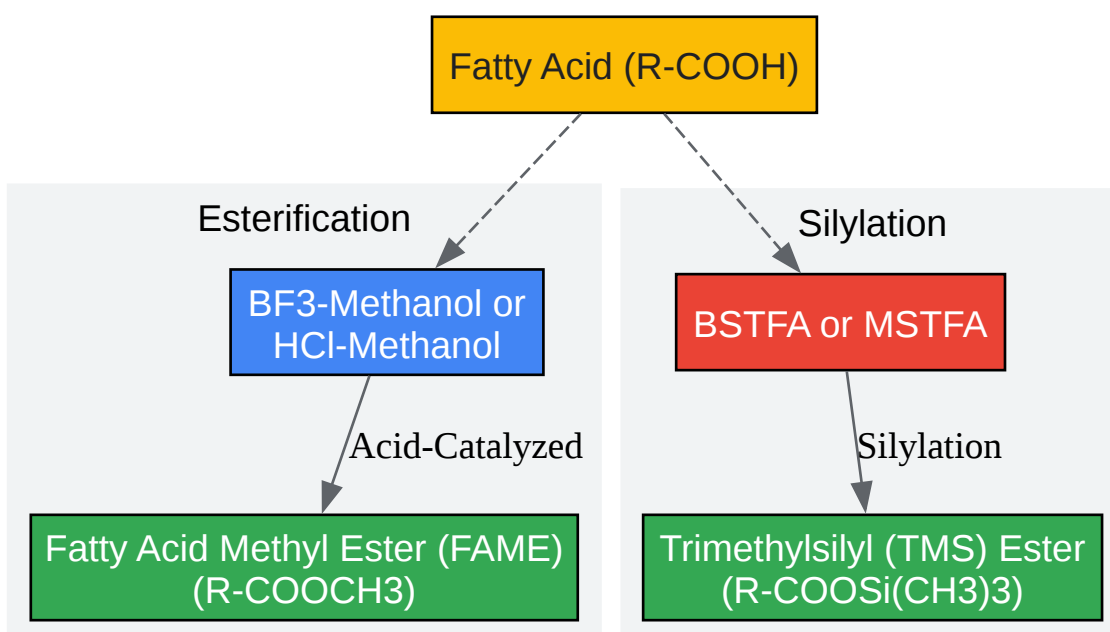 Fatty Acid (R-COOH)
Esterification
Silylation
BF3-Methanol or
HCl-Methanol
BSTFA or MSTFA
Acid-Catalyzed
Silylation
Fatty Acid Methyl Ester (FAME)
(R-COOCH3)
Trimethylsilyl (TMS) Ester
(R-COOSi(CH3)3)